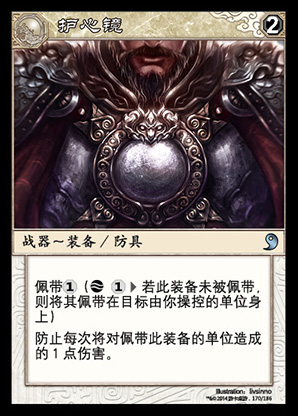 护心镜
2
战器～装备／防具
佩带1（ 1 若此装备未被佩带，
则将其佩带在目标由你操控的单位身
上）
防止每次将对佩带此装备的单位造成
的1点伤害。
Illustration: livsinno
170/186